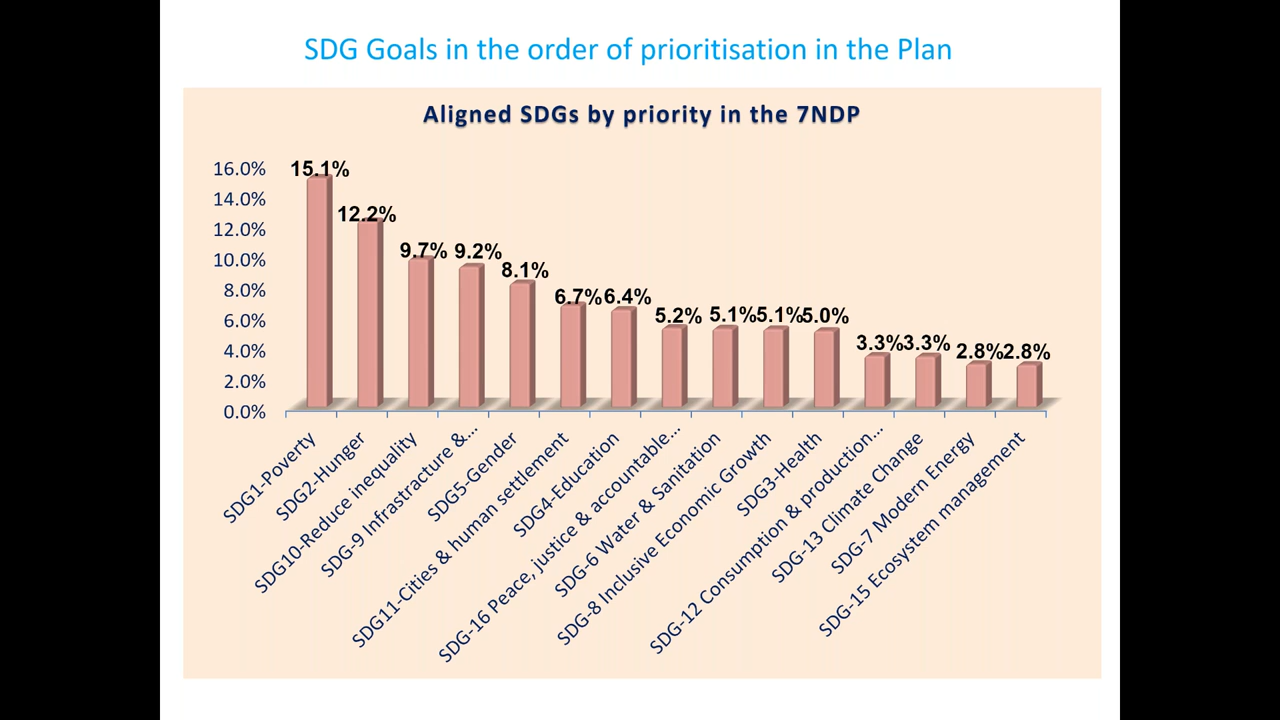 SDG Goals in the order of prioritisation in the Plan
Aligned SDGs by priority in the 7NDP
16.0%
14.0%
12.0%
10.0%
8.0%
6.0%
4.0%
2.0%
0.0%
15.1%
12.2%
9.7%
9.2%
8.1%
6.7%
6.4%
5.2%
5.1%
5.1%
5.0%
3.3%
3.3%
2.8%
2.8%
SDG1-Poverty
SDG2-Hunger
SDG10-Reduce inequality
SDG-9 Infrastructure &...
SDG5-Gender
SDG11-Cities & human settlement
SDG4-Education
SDG-16 Peace, justice & accountable...
SDG-6 Water & Sanitation
SDG-8 Inclusive Economic Growth
SDG3-Health
SDG-12 Consumption & production...
SDG-13 Climate Change
SDG-7 Modern Energy
SDG-15 Ecosystem management